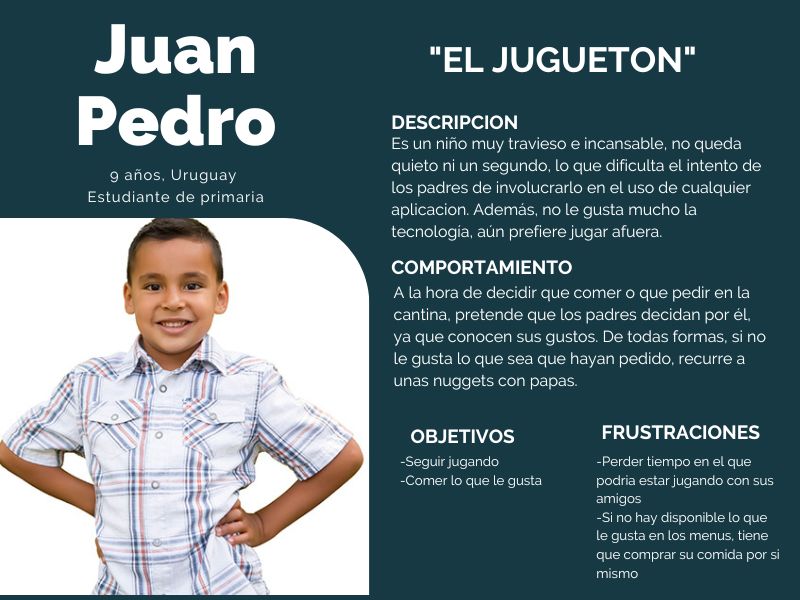 Juan
Pedro
9 años, Uruguay
Estudiante de primaria
"EL JUGUETON"
DESCRIPCION
Es un niño muy travieso e incansable, no queda
quieto ni un segundo, lo que dificulta el intento de
los padres de involucrarlo en el uso de cualquier
aplicacion. Además, no le gusta mucho la
tecnología, aún prefiere jugar afuera.
COMPORTAMIENTO
A la hora de decidir que comer o que pedir en la
cantina, pretende que los padres decidan por él,
ya que conocen sus gustos. De todas formas, si no
le gusta lo que sea que hayan pedido, recurre a
unas nuggets con papas.
OBJETIVOS
-Seguir jugando
-Comer lo que le gusta
FRUSTRACIONES
-Perder tiempo en el que
podria estar jugando con sus
amigos
-Si no hay disponible lo que
le gusta en los menus, tiene
que comprar su comida por si
mismo